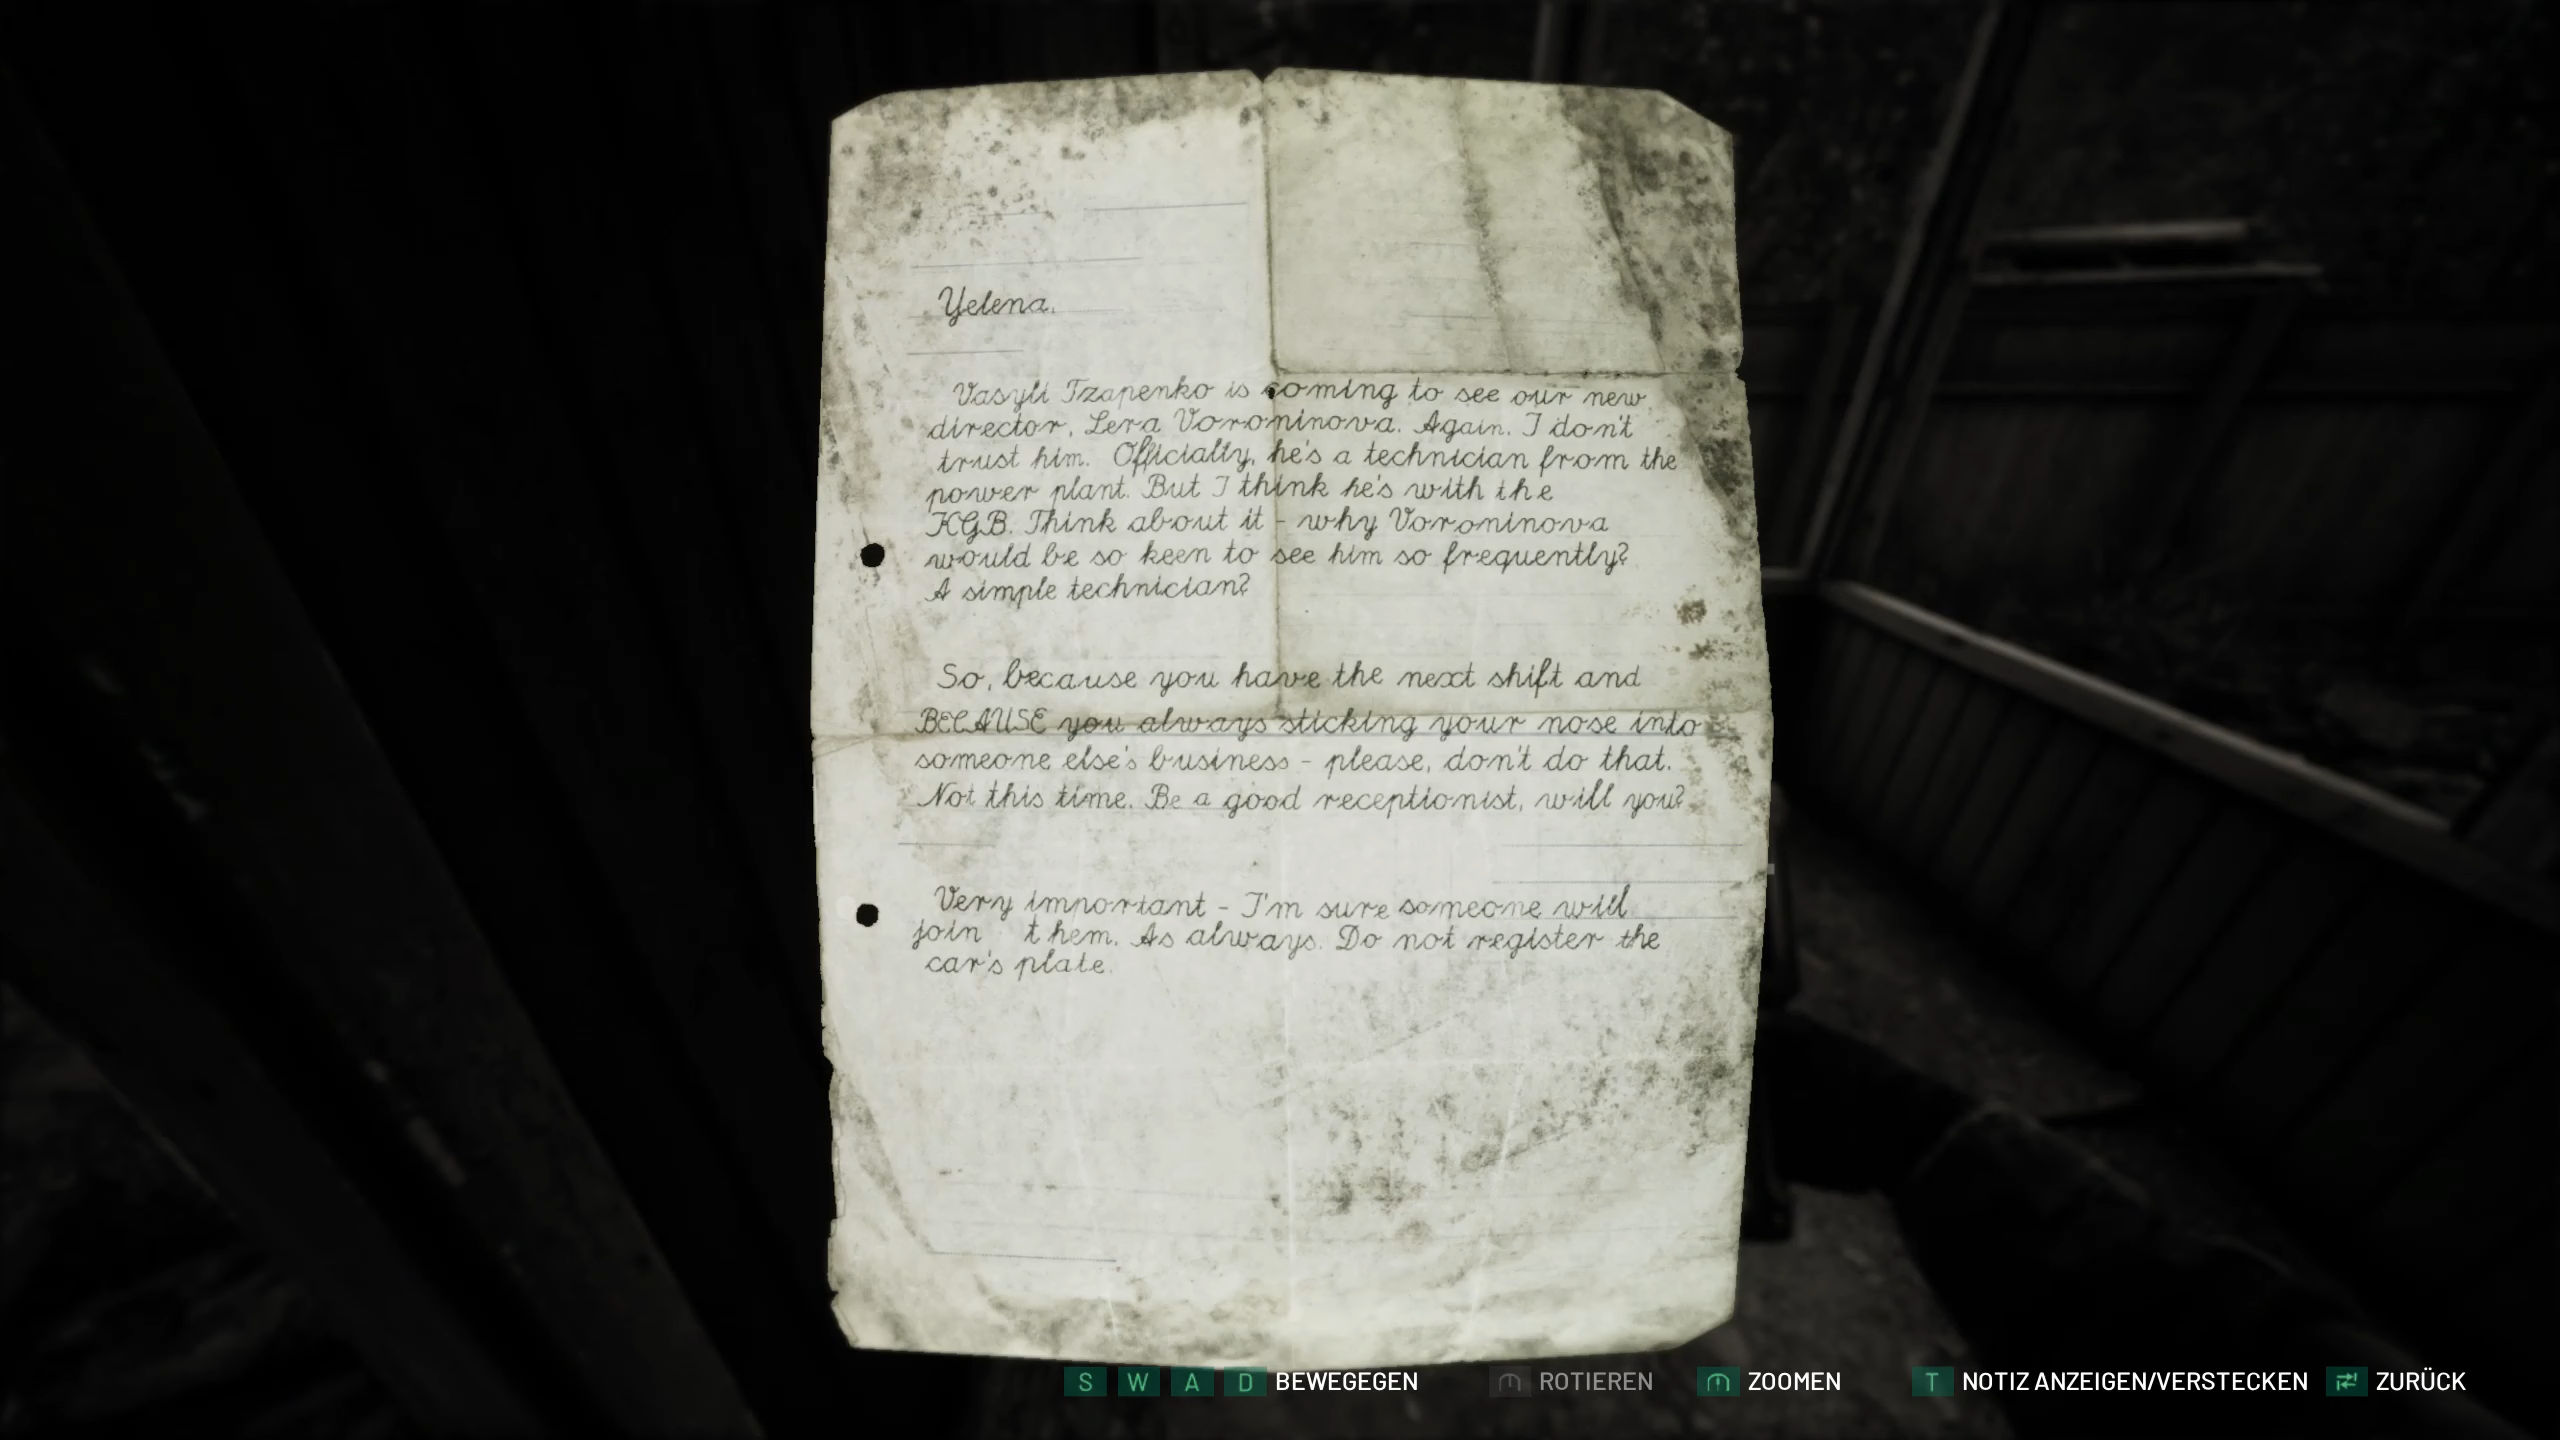 Yelena.
Vasyli Tzapenko is coming to see our new
director, Lera Voroninova. Again. I don't
trust him. Officially, he's a technician from the
power plant. But I think he's with the
KGB. Think about it - why Voroninova
would be so keen to see him so frequently?
A simple technician?
So, because you have the next shift and
BECAUSE you always sticking your nose into
someone else's business - please, don't do that.
Not this time. Be a good receptionist, will you?
Very important - I'm sure someone will
join them. As always. Do not register the
car's plate.
S W A D BEWEGEGEN ROTIEREN ZOOMEN T NOTIZ ANZEIGEN/VERSTECKEN ZURÜCK